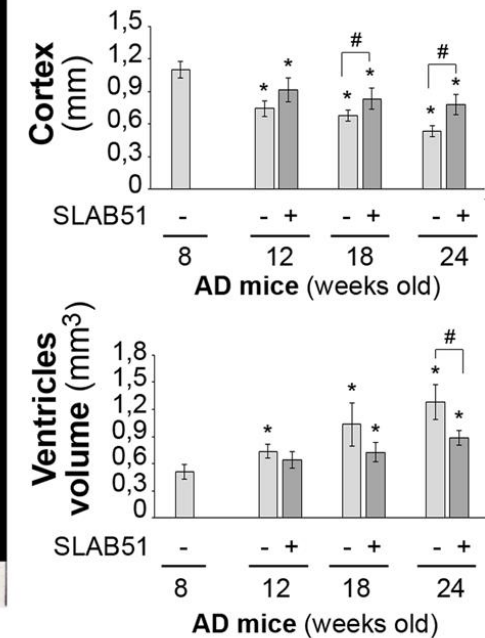 Cortex
(mm)
1,5
1,2
0,9
0,6
0,3
0
* * # * * # * *
SLAB51 - - + - + - +
8 12 18 24
AD mice (weeks old)
Ventricles
volume (mm³)
1,8
1,5
1,2
0,9
0,6
0,3
0
* * * # * *
SLAB51 - - + - + - +
8 12 18 24
AD mice (weeks old)